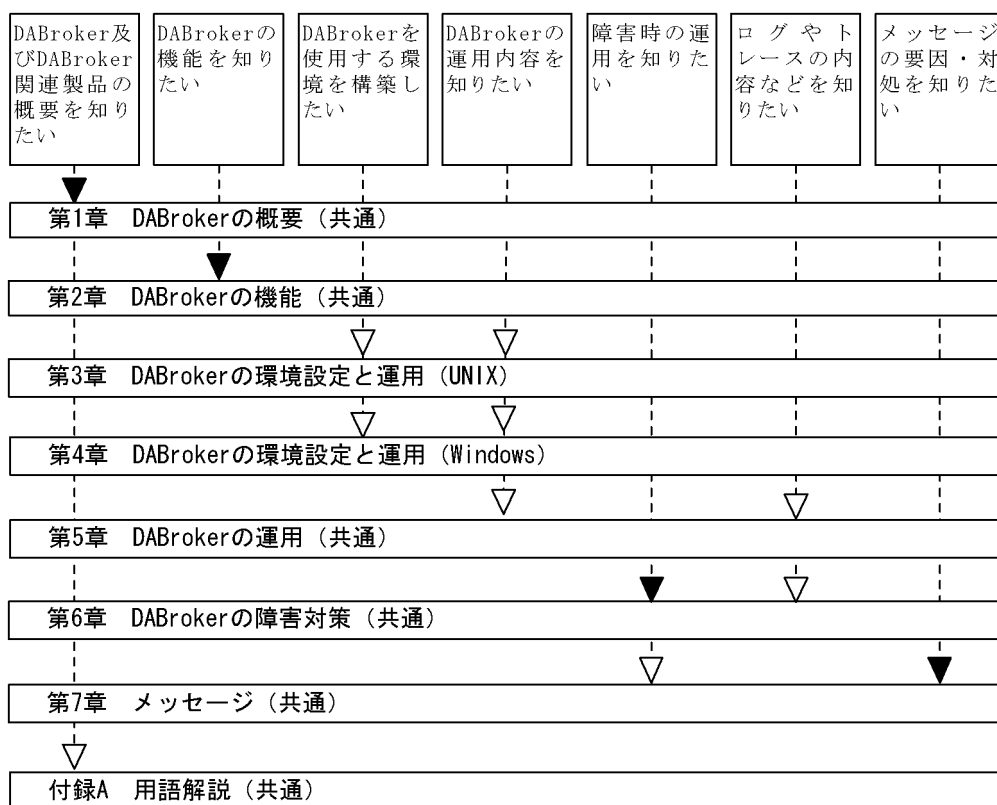 DABroker及
びDABroker
関連製品の
概要を知り
たい
DABrokerの
機能を知り
たい
DABrokerを
使用する環
境を構築し
たい
DABrokerの
運用内容を
知りたい
障害時の運
用を知りた
い
ログやト
レースの内
容などを知
りたい
メッセージ
の要因・対
処を知りた
い
第1章 DABrokerの概要（共通）
第2章 DABrokerの機能（共通）
第3章 DABrokerの環境設定と運用（UNIX）
第4章 DABrokerの環境設定と運用（Windows）
第5章 DABrokerの運用（共通）
第6章 DABrokerの障害対策（共通）
第7章 メッセージ（共通）
付録A 用語解説（共通）